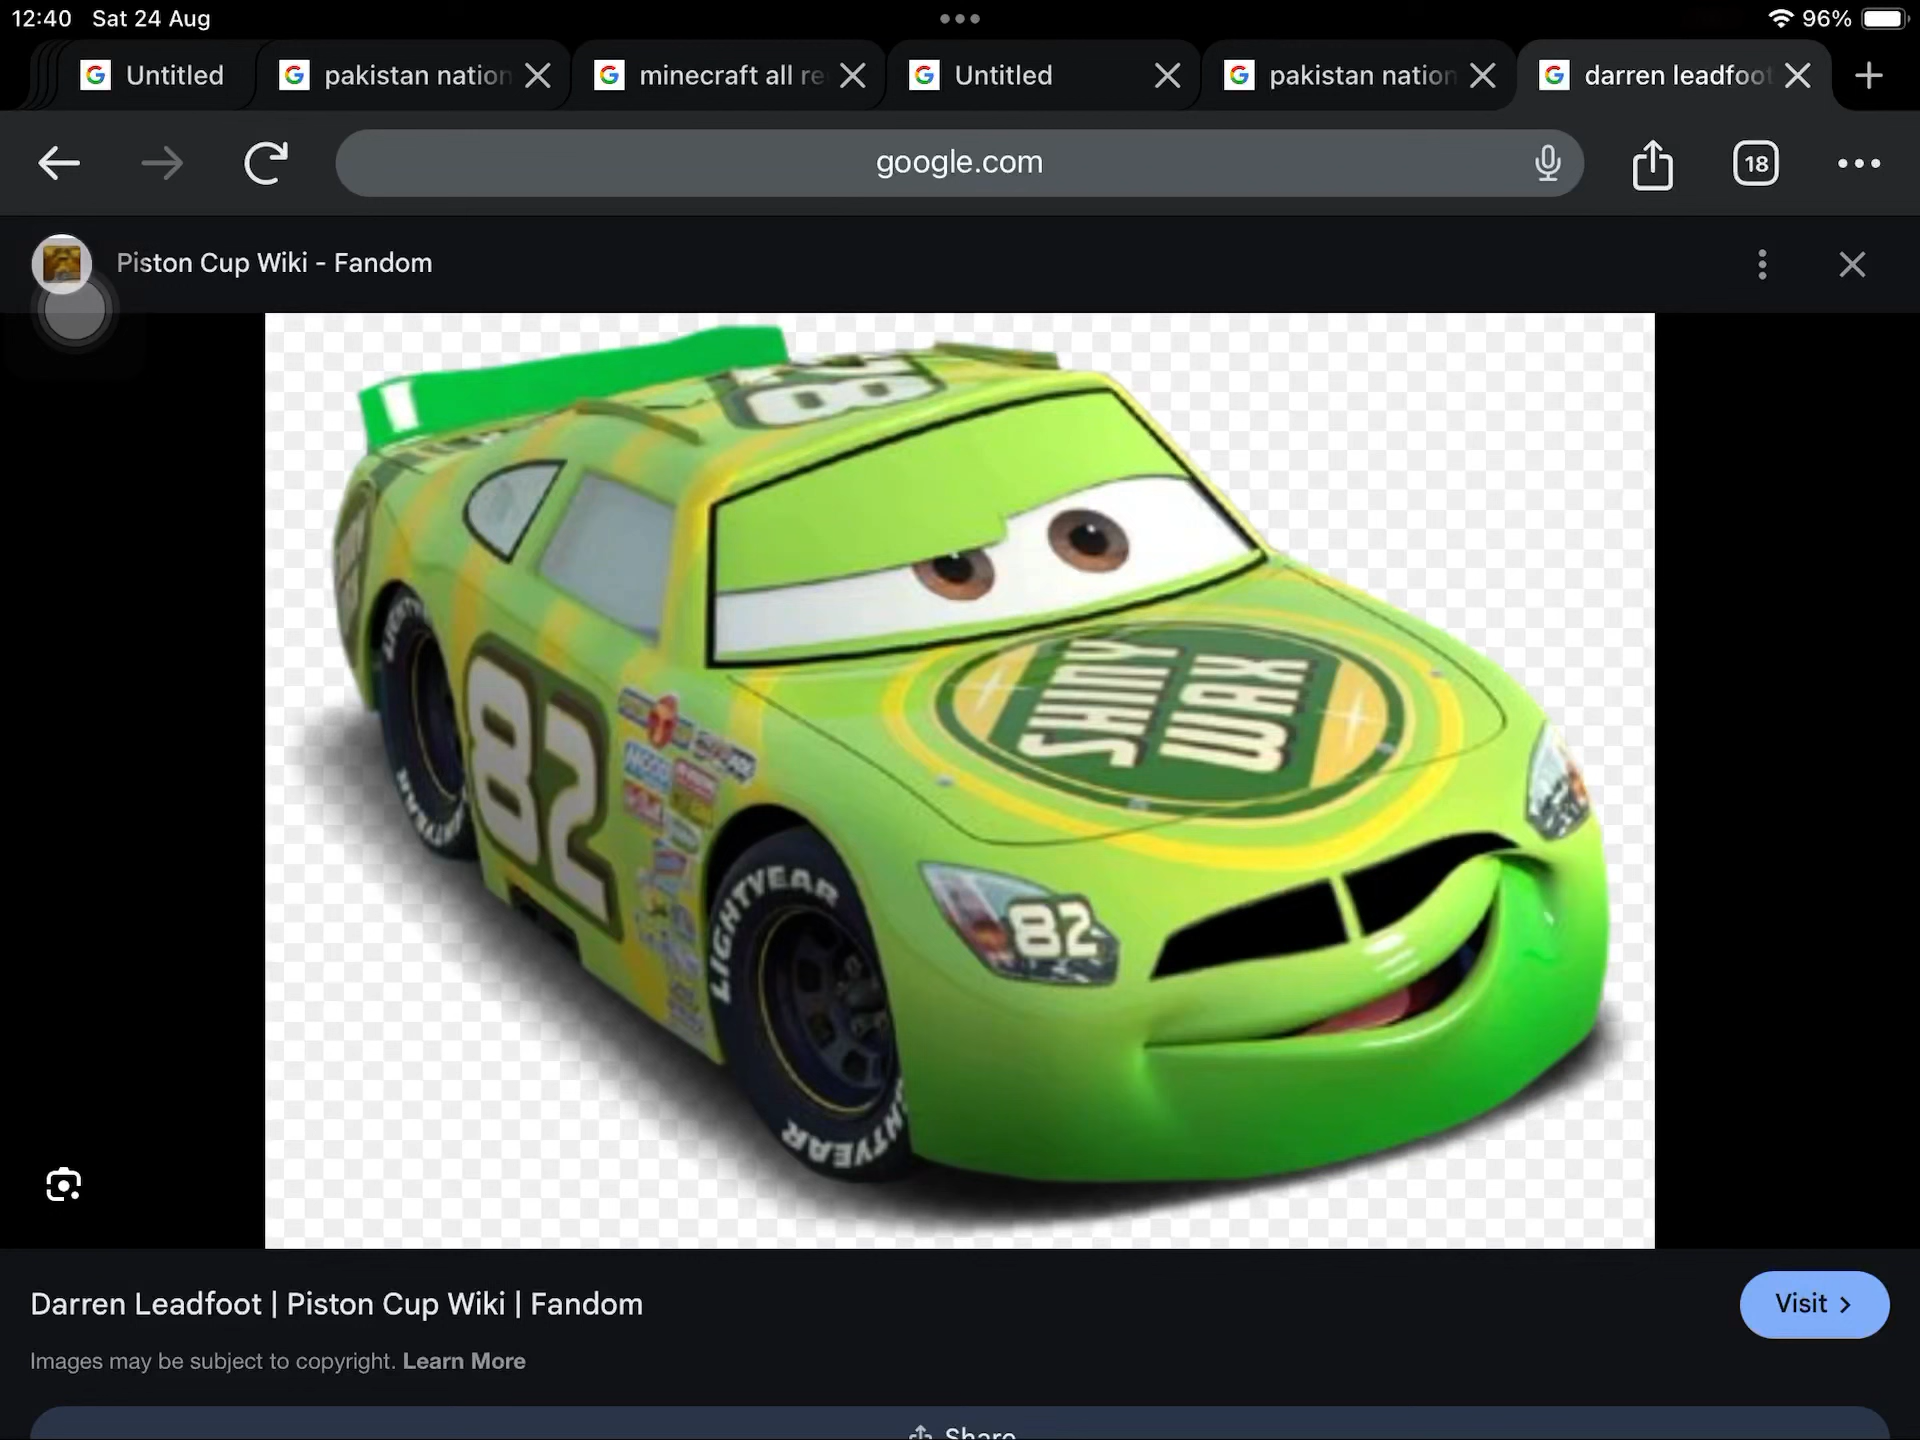 12:40 Sat 24 Aug
96%
Untitled
pakistan nation
minecraft all re
Untitled
pakistan nation
darren leadfoot
google.com
18
Piston Cup Wiki - Fandom
82
SHINY
WAX
82
LIGHTYEAR
82
Darren Leadfoot | Piston Cup Wiki | Fandom
Visit >
Images may be subject to copyright. Learn More
Share